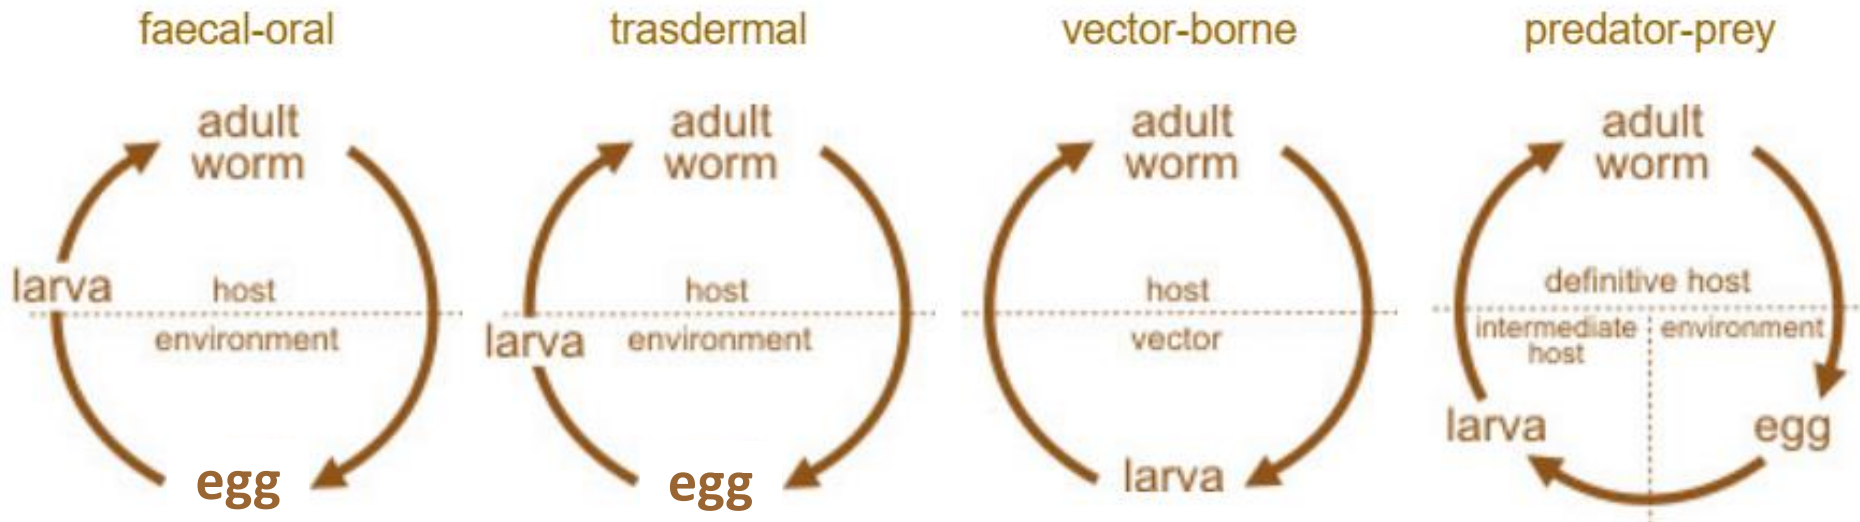 faecal-oral
adult
worm
larva
host
environment
egg
trasdermal
adult
worm
host
larva
environment
egg
vector-borne
adult
worm
host
vector
larva
predator-prey
adult
worm
definitive host
intermediate
host
environment
larva
egg